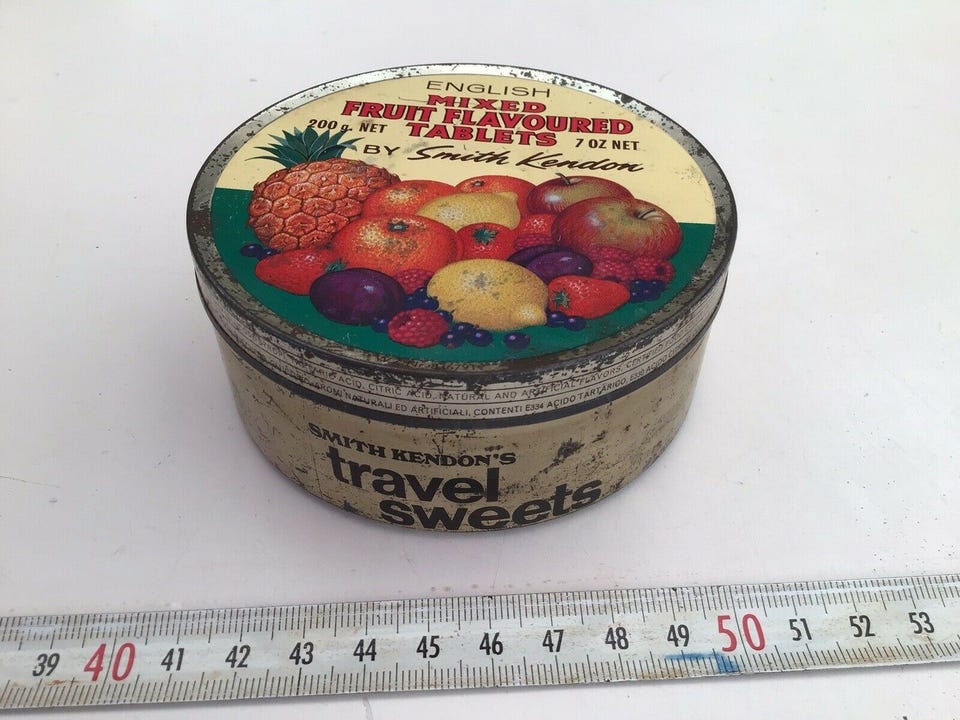 ENGLISH
MIXED
FRUIT FLAVOURED
TABLETS
200 g. NET
7 OZ NET
BY Smith Kendon
ACID, CITRIC ACID, NATURAL AND ARTIFICIAL FLAVORS, CERTIFIED
AROMI NATURALI ED ARTIFICIALI, CONTENTI E334 ACIDO TARTARICO, E330
SMITH KENDON'S
travel
sweets
39 40 41 42 43 44 45 46 47 48 49 50 51 52 53